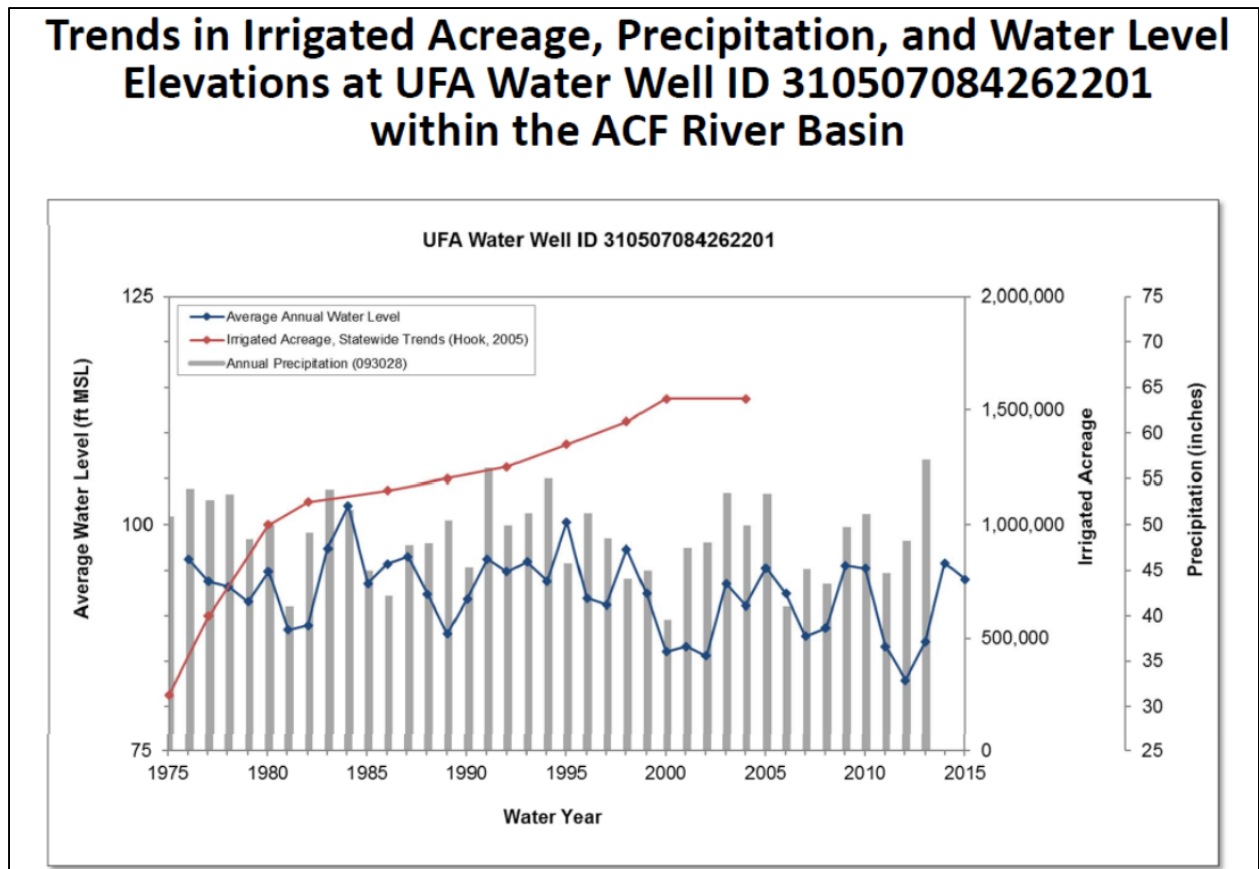 Trends in Irrigated Acreage, Precipitation, and Water Level
Elevations at UFA Water Well ID 310507084262201
within the ACF River Basin
UFA Water Well ID 310507084262201
Average Annual Water Level
Irrigated Acreage, Statewide Trends (Hook, 2005)
Annual Precipitation (093028)
Average Water Level (ft MSL)
125
100
75
2,000,000
1,500,000
1,000,000
500,000
0
Irrigated Acreage
75
70
65
60
55
50
45
40
35
30
25
Precipitation (inches)
1975 1980 1985 1990 1995 2000 2005 2010 2015
Water Year